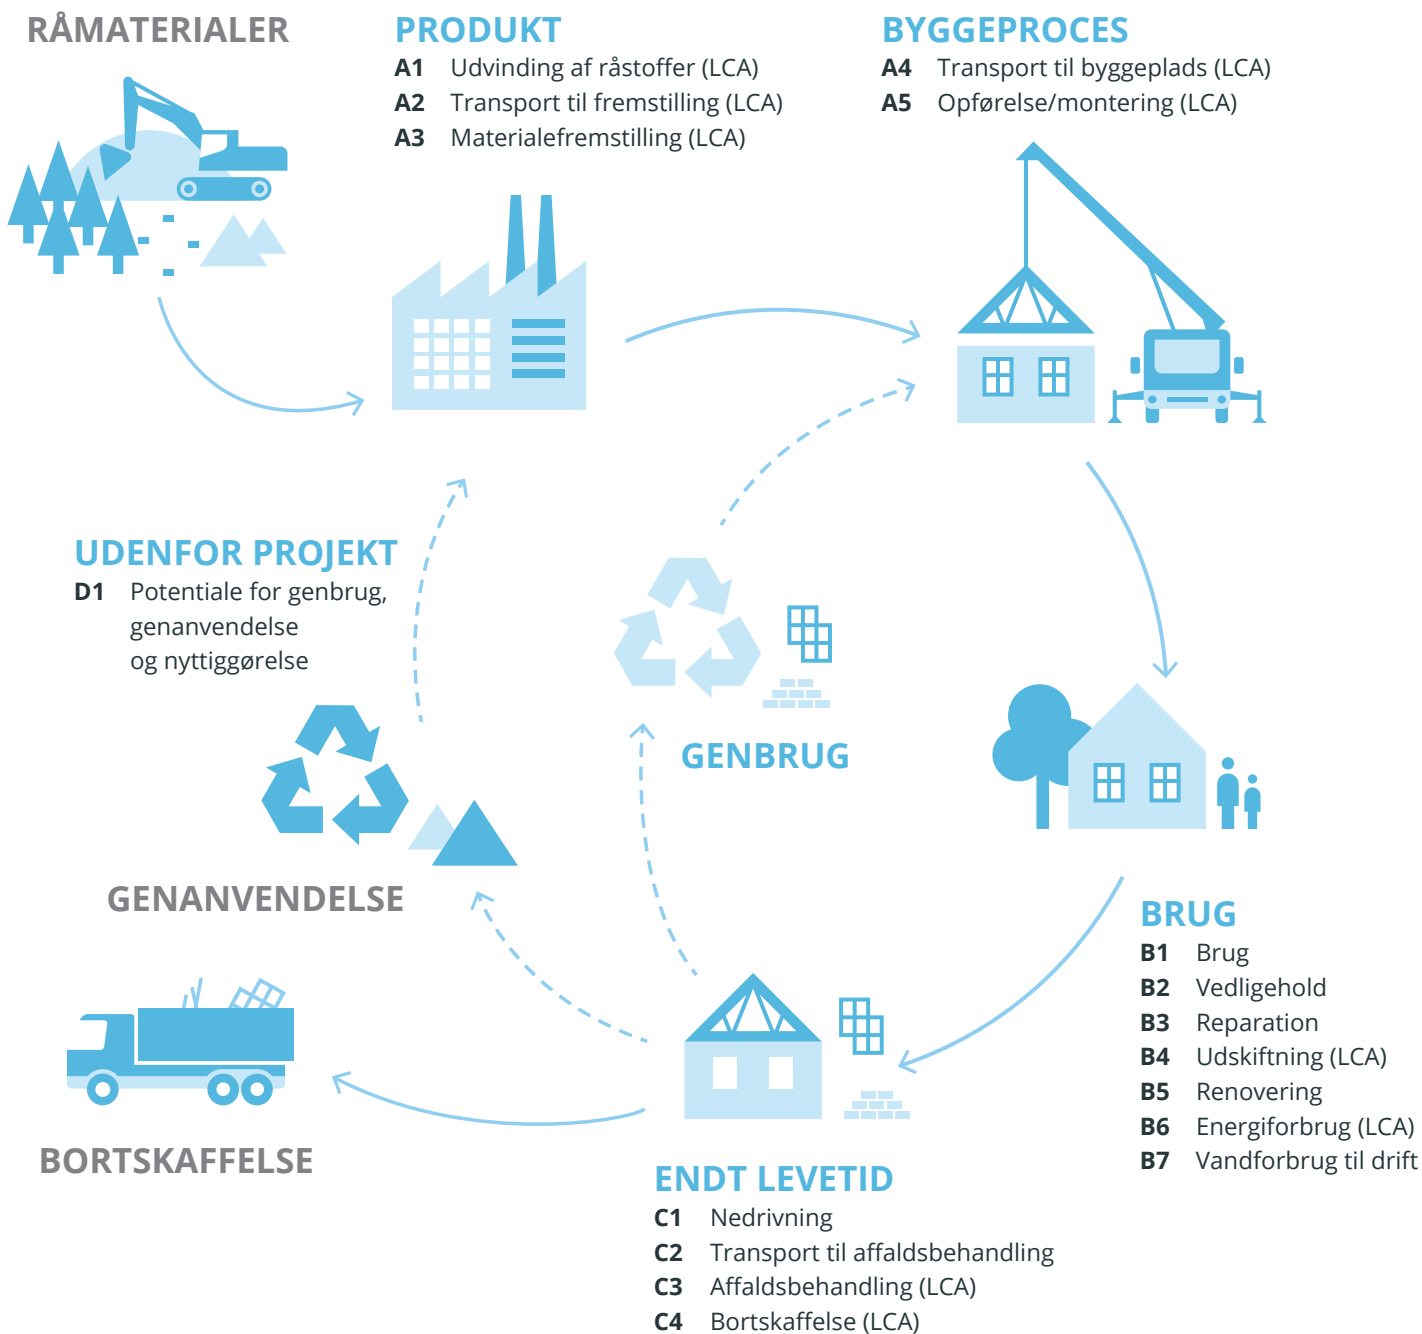 RÅMATERIALER
PRODUKT
A1 Udvinding af råstoffer (LCA)
A2 Transport til fremstilling (LCA)
A3 Materialefremstilling (LCA)
BYGGEPROCES
A4 Transport til byggeplads (LCA)
A5 Opførelse/montering (LCA)
UDENFOR PROJEKT
D1 Potentiale for genbrug,
genanvendelse
og nyttiggørelse
GENBRUG
GENANVENDELSE
BRUG
B1 Brug
B2 Vedligehold
B3 Reparation
B4 Udskiftning (LCA)
B5 Renovering
B6 Energiforbrug (LCA)
B7 Vandforbrug til drift
BORTSKAFFELSE
ENDT LEVETID
C1 Nedrivning
C2 Transport til affaldsbehandling
C3 Affaldsbehandling (LCA)
C4 Bortskaffelse (LCA)